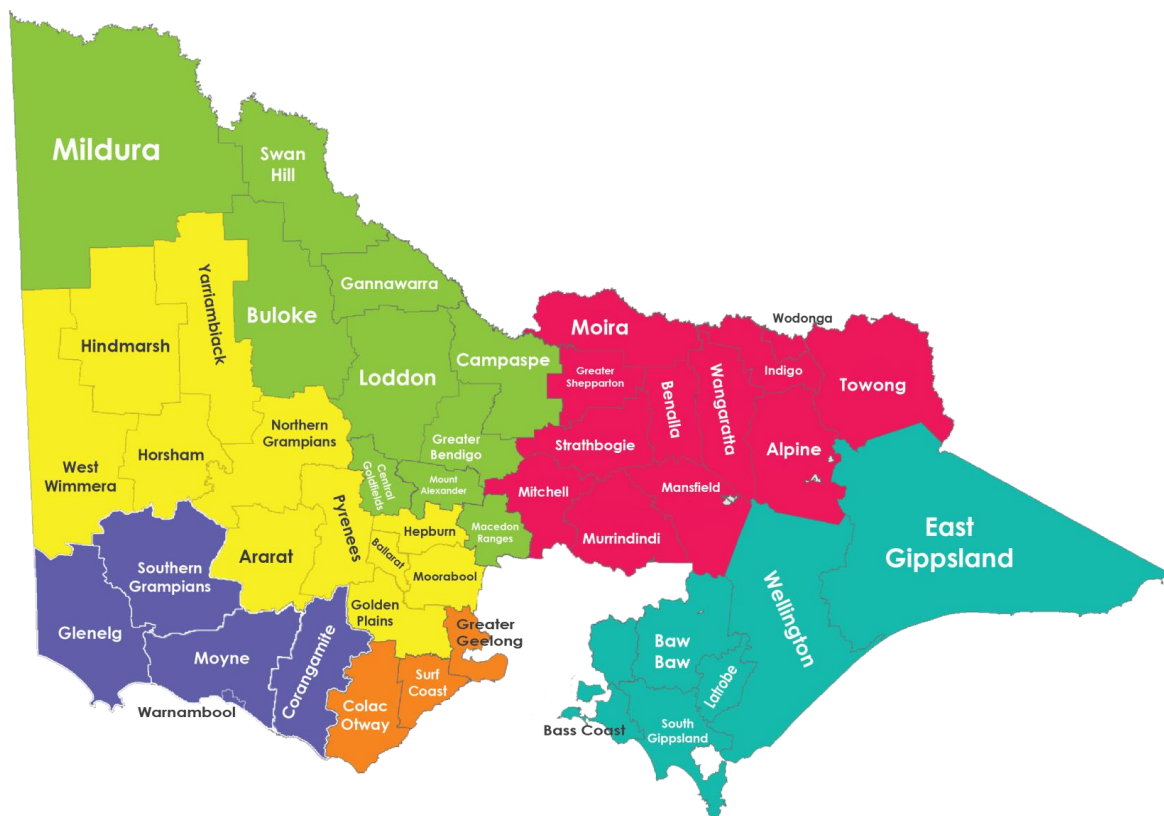 Mildura
Swan
Hill
Yarriambiack
Gannawarra
Buloke
Hindmarsh
Loddon
Campaspe
Northern
Grampians
Horsham
West
Wimmera
Greater
Bendigo
Central
Goldfields
Mount
Alexander
Macedon
Ranges
Pyrenees
Hepburn
Ballarat
Moorabool
Ararat
Golden
Plains
Southern
Grampians
Glenelg
Moyne
Corangamite
Warnambool
Colac
Otway
Surf
Coast
Greater
Geelong
Moira
Wodonga
Greater
Shepparton
Benalla
Wangaratta
Indigo
Towong
Strathbogie
Alpine
Mitchell
Mansfield
Murrindindi
East
Gippsland
Wellington
Baw
Baw
Latrobe
South
Gippsland
Bass Coast